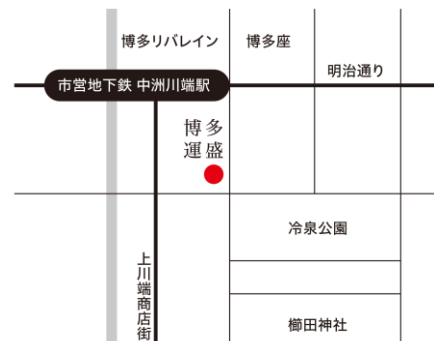 博多リバレイン
博多座
明治通り
市営地下鉄 中洲川端駅
博多
運盛
冷泉公園
上川端商店街
櫛田神社